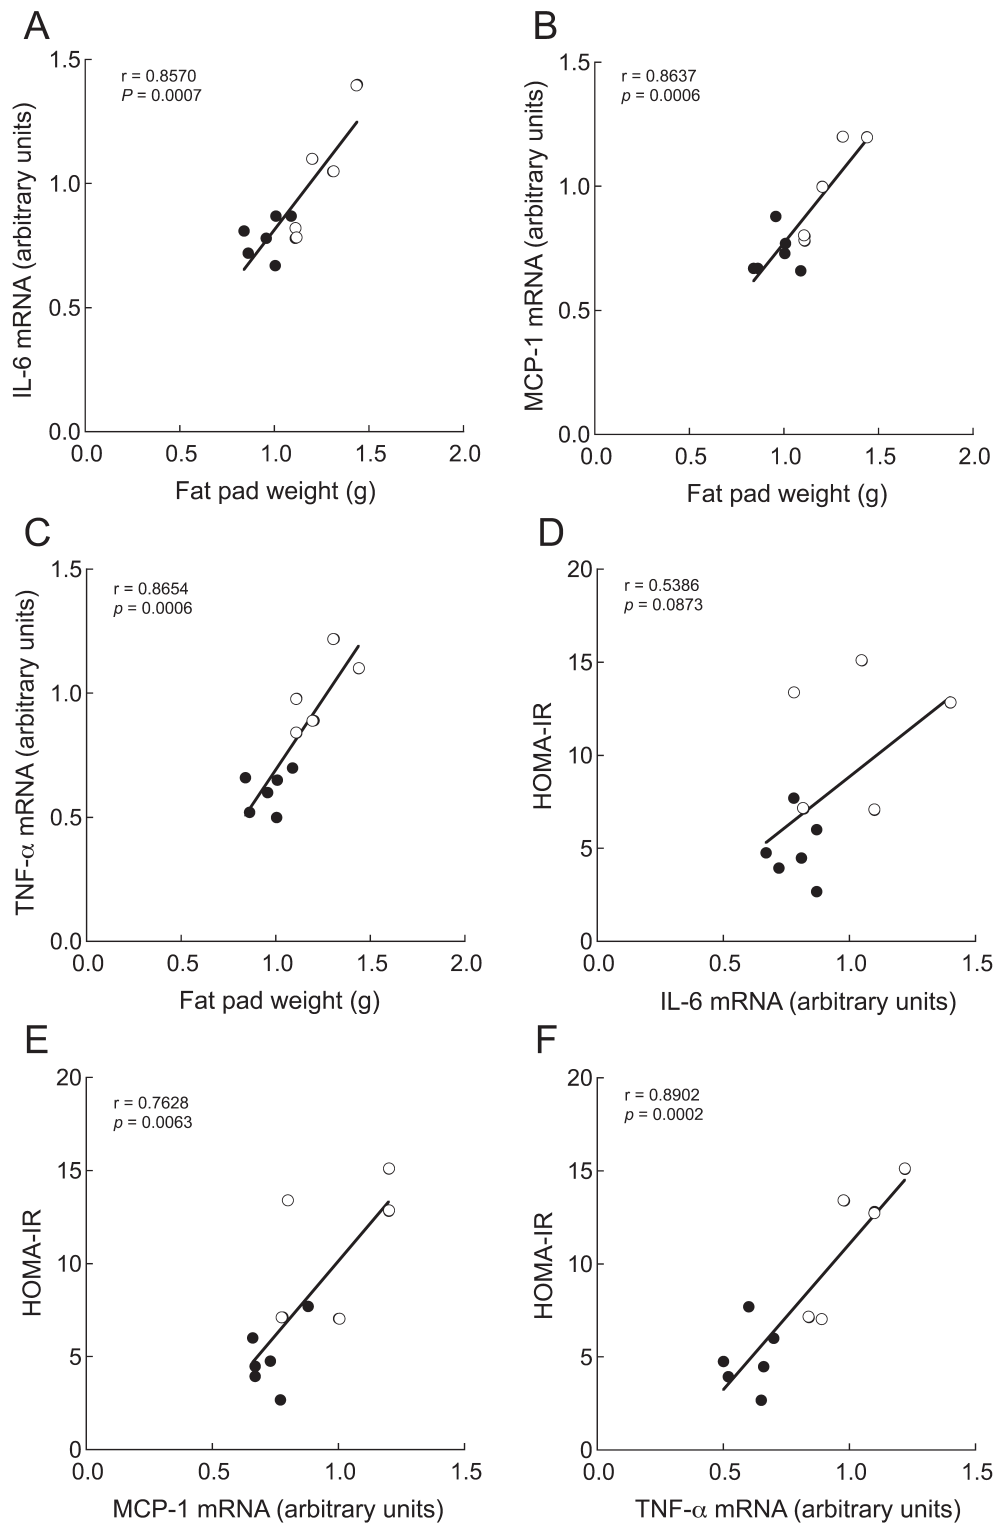 A
1.5
r = 0.8570
P = 0.0007
1.0
0.5
0.0
0.0 0.5 1.0 1.5 2.0
IL-6 mRNA (arbitrary units)
Fat pad weight (g)
B
1.5
r = 0.8637
p = 0.0006
1.0
0.5
0.0
0.0 0.5 1.0 1.5 2.0
MCP-1 mRNA (arbitrary units)
Fat pad weight (g)
C
1.5
r = 0.8654
p = 0.0006
1.0
0.5
0.0
0.0 0.5 1.0 1.5 2.0
TNF-α mRNA (arbitrary units)
Fat pad weight (g)
D
20
r = 0.5386
p = 0.0873
15
10
5
0
0.0 0.5 1.0 1.5
HOMA-IR
IL-6 mRNA (arbitrary units)
E
20
r = 0.7628
p = 0.0063
15
10
5
0
0.0 0.5 1.0 1.5
HOMA-IR
MCP-1 mRNA (arbitrary units)
F
20
r = 0.8902
p = 0.0002
15
10
5
0
0.0 0.5 1.0 1.5
HOMA-IR
TNF-α mRNA (arbitrary units)